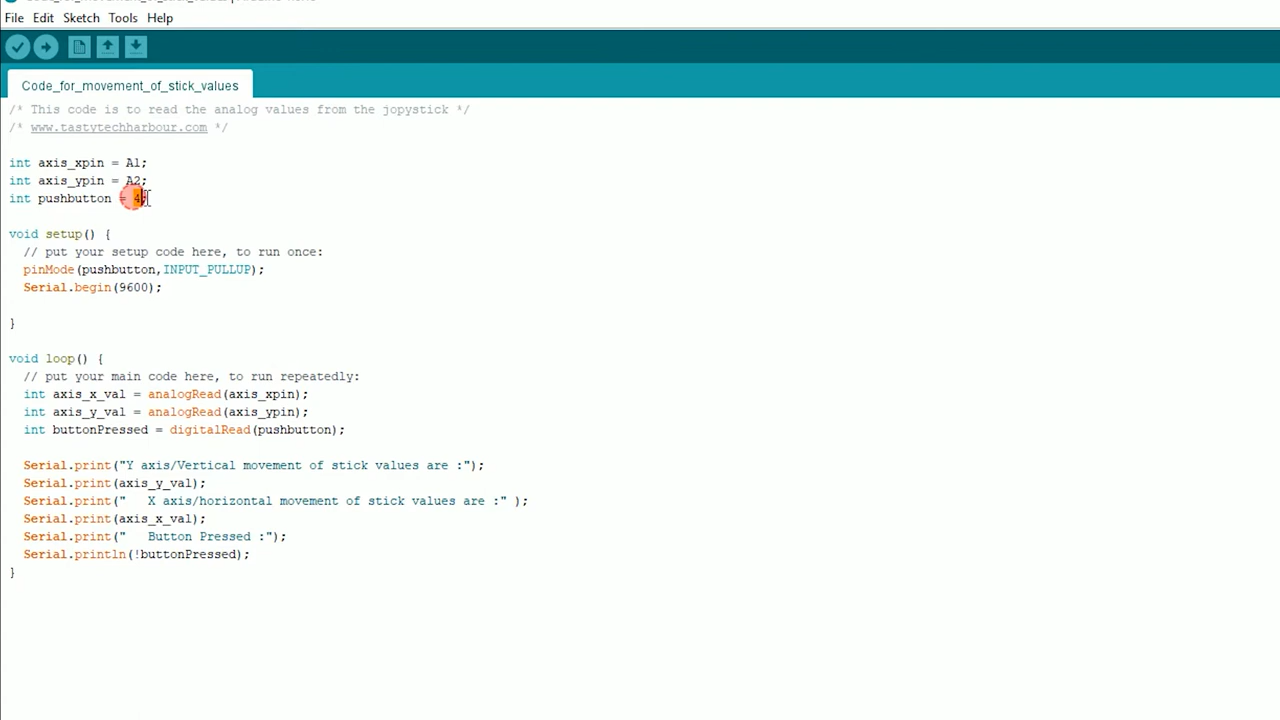 File Edit Sketch Tools Help
Code_for_movement_of_stick_values
/* This code is to read the analog values from the jopystick */
/* www.tastytechharbour.com */
int axis_xpin = A1;
int axis_ypin = A2;
int pushbutton = 4;
void setup() {
// put your setup code here, to run once:
pinMode(pushbutton,INPUT_PULLUP);
Serial.begin(9600);
}
void loop() {
// put your main code here, to run repeatedly:
int axis_x_val = analogRead(axis_xpin);
int axis_y_val = analogRead(axis_ypin);
int buttonPressed = digitalRead(pushbutton);
Serial.print("Y axis/Vertical movement of stick values are :");
Serial.print(axis_y_val);
Serial.print("   X axis/horizontal movement of stick values are :" );
Serial.print(axis_x_val);
Serial.print("   Button Pressed :");
Serial.println(!buttonPressed);
}